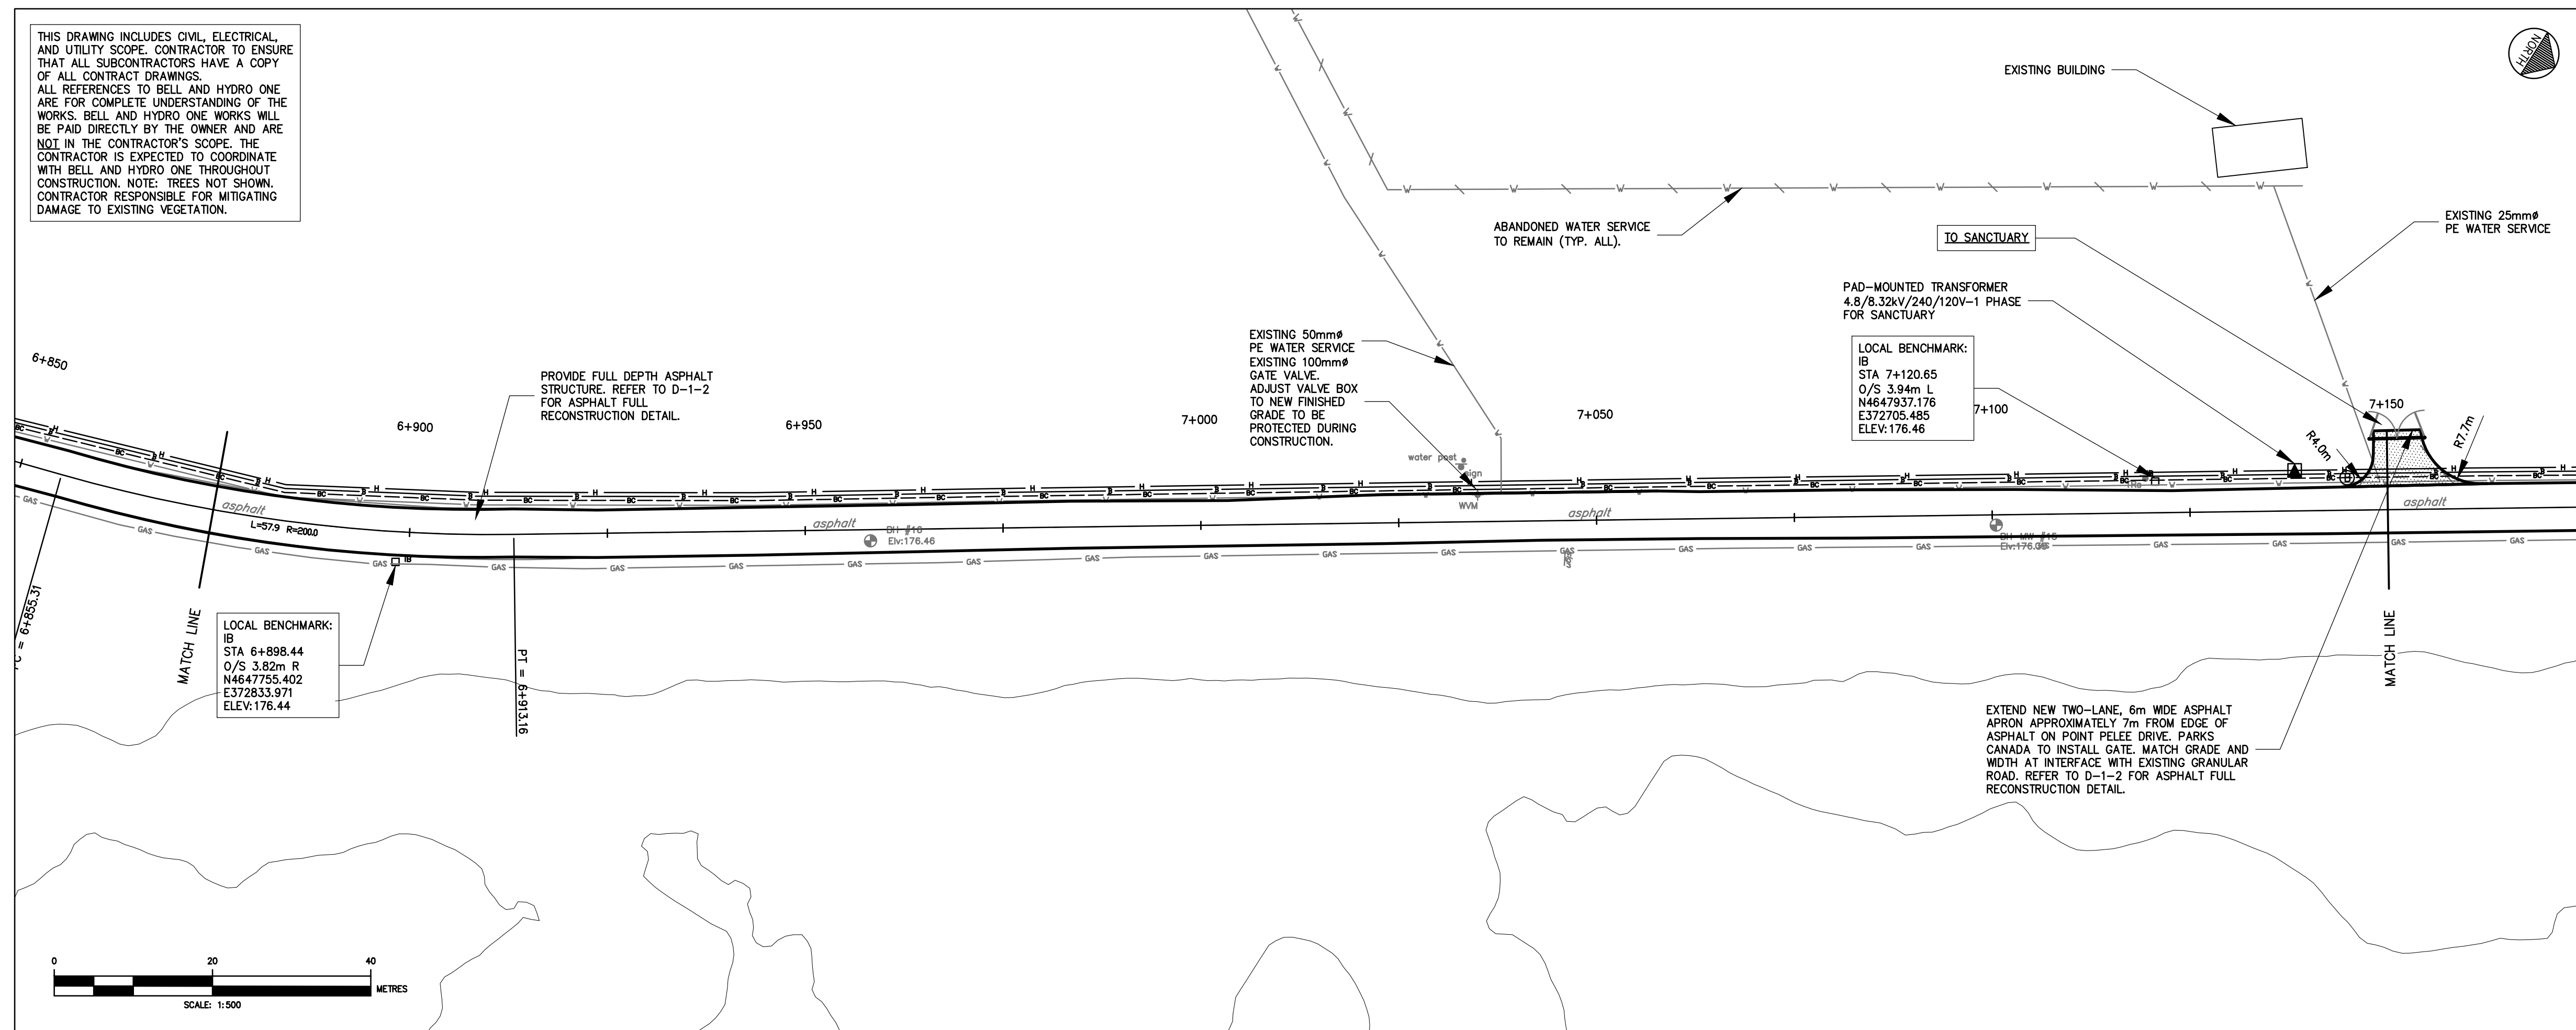 THIS DRAWING INCLUDES CIVIL, ELECTRICAL,
AND UTILITY SCOPE. CONTRACTOR TO ENSURE
THAT ALL SUBCONTRACTORS HAVE A COPY
OF ALL CONTRACT DRAWINGS.
ALL REFERENCES TO BELL AND HYDRO ONE
ARE FOR COMPLETE UNDERSTANDING OF THE
WORKS. BELL AND HYDRO ONE WORKS WILL
BE PAID DIRECTLY BY THE OWNER AND ARE
NOT IN THE CONTRACTOR'S SCOPE. THE
CONTRACTOR IS EXPECTED TO COORDINATE
WITH BELL AND HYDRO ONE THROUGHOUT
CONSTRUCTION. NOTE: TREES NOT SHOWN.
CONTRACTOR RESPONSIBLE FOR MITIGATING
DAMAGE TO EXISTING VEGETATION.
NORTH
EXISTING BUILDING
ABANDONED WATER SERVICE
TO REMAIN (TYP. ALL).
TO SANCTUARY
EXISTING 25mmø
PE WATER SERVICE
PAD-MOUNTED TRANSFORMER
4.8/8.32kV/240/120V-1 PHASE
FOR SANCTUARY
LOCAL BENCHMARK:
IB
STA 7+120.65
O/S 3.94m L
N4647937.176
E372705.485
ELEV:176.46
EXISTING 50mmø
PE WATER SERVICE
EXISTING 100mmø
GATE VALVE.
ADJUST VALVE BOX
TO NEW FINISHED
GRADE TO BE
PROTECTED DURING
CONSTRUCTION.
PROVIDE FULL DEPTH ASPHALT
STRUCTURE. REFER TO D-1-2
FOR ASPHALT FULL
RECONSTRUCTION DETAIL.
6+850
6+900
6+950
7+000
7+050
7+100
7+150
R4.0m
R7.7m
water post
sign
WVM
asphalt
asphalt
asphalt
asphalt
L=57.9 R=200.0
BH #16
Elv:176.46
BH MW #15
IB
GAS
MATCH LINE
MATCH LINE
= 6+855.31
PT = 6+913.16
LOCAL BENCHMARK:
IB
STA 6+898.44
O/S 3.82m R
N4647755.402
E372833.971
ELEV:176.44
EXTEND NEW TWO-LANE, 6m WIDE ASPHALT
APRON APPROXIMATELY 7m FROM EDGE OF
ASPHALT ON POINT PELEE DRIVE. PARKS
CANADA TO INSTALL GATE. MATCH GRADE AND
WIDTH AT INTERFACE WITH EXISTING GRANULAR
ROAD. REFER TO D-1-2 FOR ASPHALT FULL
RECONSTRUCTION DETAIL.
0 20 40
METRES
SCALE: 1:500